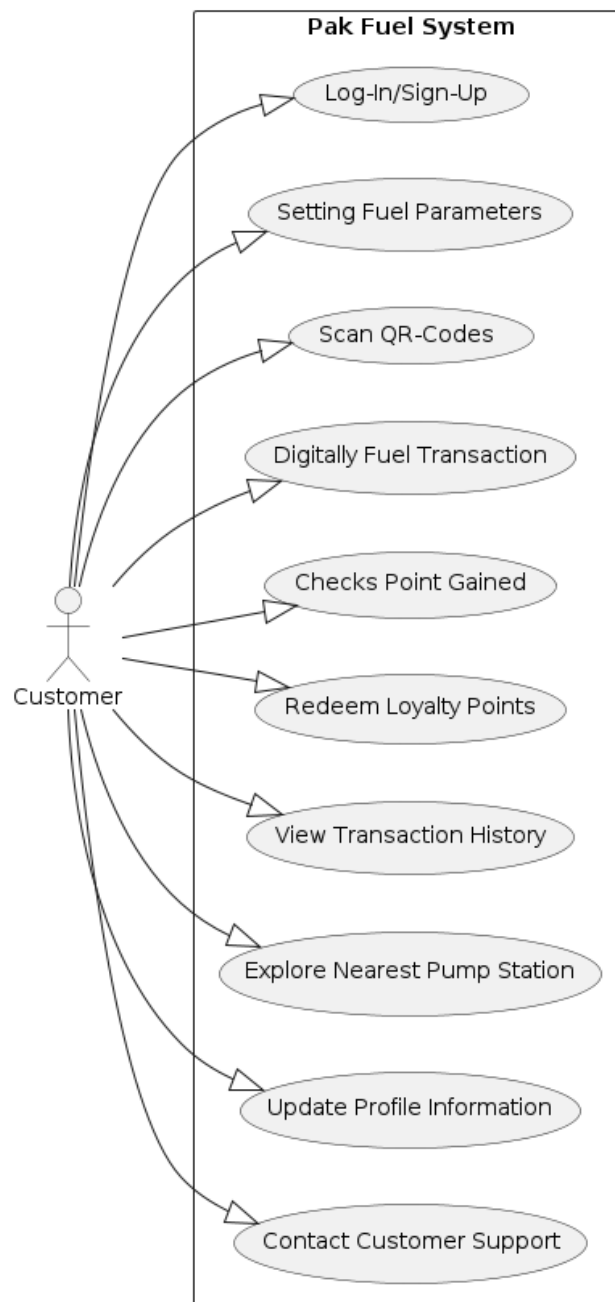 Pak Fuel System
Log-In/Sign-Up
Setting Fuel Parameters
Scan QR-Codes
Digitally Fuel Transaction
Checks Point Gained
Customer
Redeem Loyalty Points
View Transaction History
Explore Nearest Pump Station
Update Profile Information
Contact Customer Support